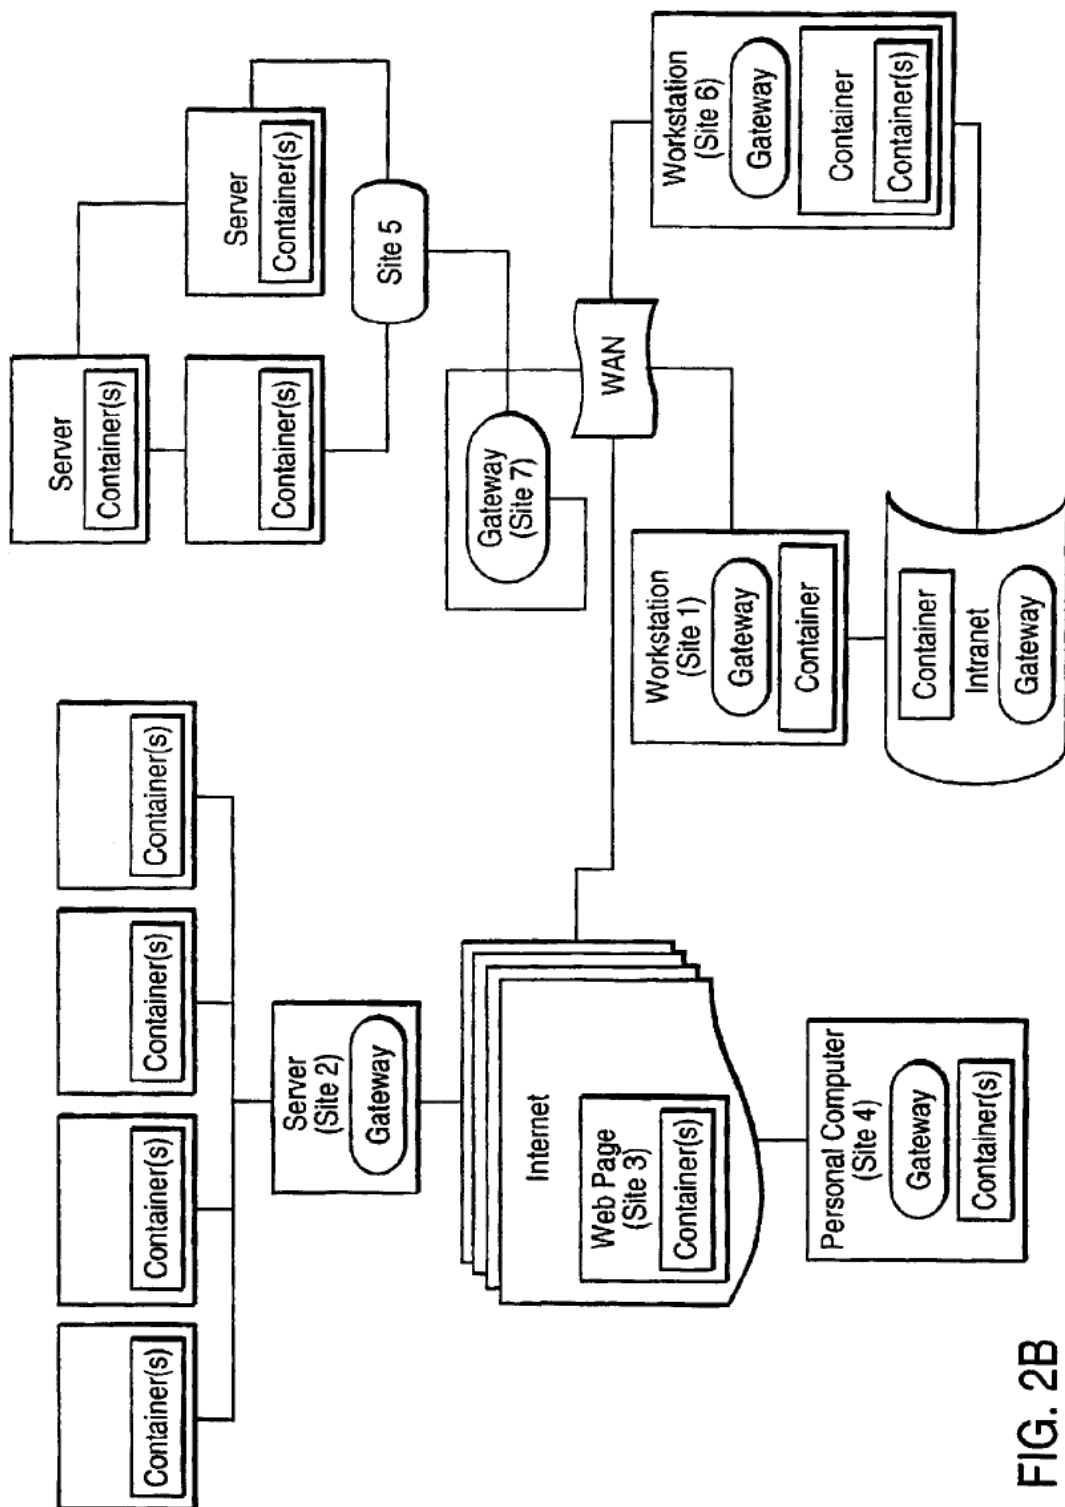 Container(s)
Container(s)
Container(s)
Container(s)
Server
(Site 2)
Gateway
Internet
Web Page
(Site 3)
Container(s)
Personal Computer
(Site 4)
Gateway
Container(s)
Server
Container(s)
Container(s)
Server
Container(s)
Site 5
Gateway
(Site 7)
WAN
Workstation
(Site 1)
Gateway
Container
Container
Intranet
Gateway
Workstation
(Site 6)
Gateway
Container
Container(s)
FIG. 2B